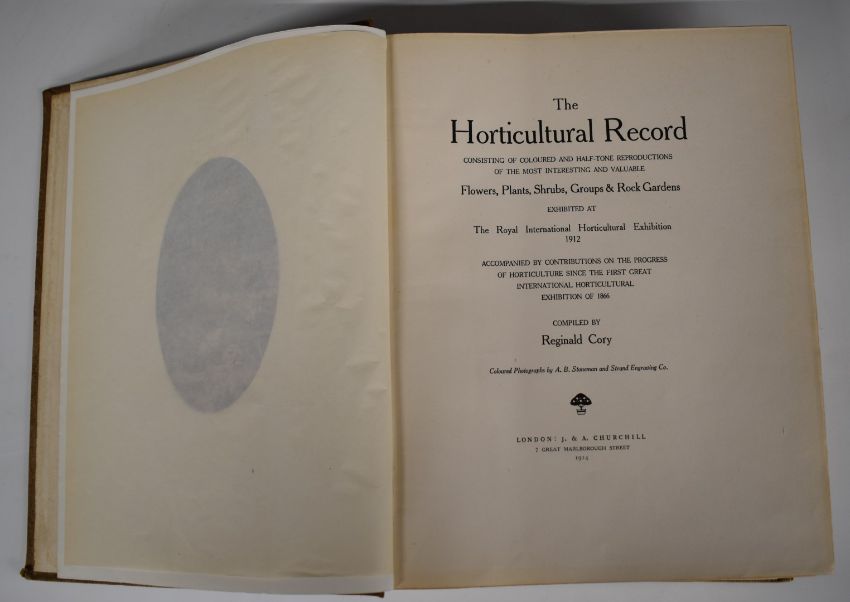 The
Horticultural Record
CONSISTING OF COLOURED AND HALF-TONE REPRODUCTIONS
OF THE MOST INTERESTING AND VALUABLE
Flowers, Plants, Shrubs, Groups & Rock Gardens
EXHIBITED AT
The Royal International Horticultural Exhibition
1912
ACCOMPANIED BY CONTRIBUTIONS ON THE PROGRESS
OF HORTICULTURE SINCE THE FIRST GREAT
INTERNATIONAL HORTICULTURAL
EXHIBITION OF 1866
COMPILED BY
Reginald Cory
Coloured Photographs by A. B. Stoneman and Strand Engraving Co.
LONDON: J. & A. CHURCHILL
7 GREAT MARLBOROUGH STREET
1914